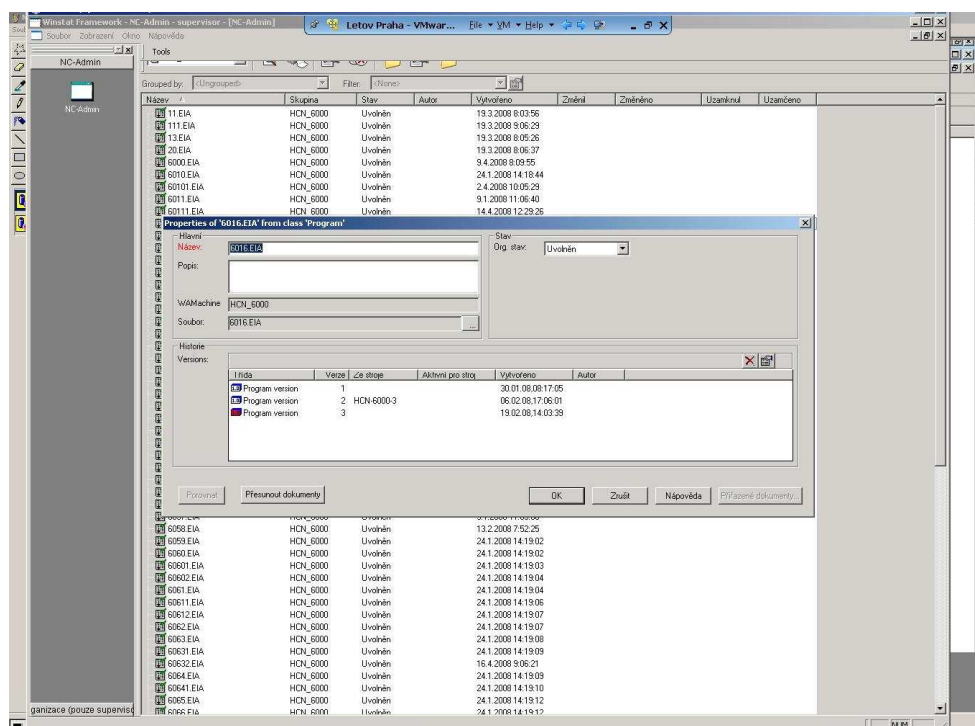 Winstat Framework - NC-Admin - supervisor - [NC-Admin]
Letov Praha - VMwar... File VM Help
Soubor Zobrazení Okno Nápověda
NC-Admin
NC-Admin
Tools
Grouped by: <Ungrouped> Filter: <None>
Název Skupina Stav Autor Vytvořeno Změnil Změněno Uzamknul Uzamčeno
11.EIA HCN_6000 Uvolněn 19.3.2008 8:03:56
111.EIA HCN_6000 Uvolněn 19.3.2008 9:06:29
13.EIA HCN_6000 Uvolněn 19.3.2008 8:05:26
20.EIA HCN_6000 Uvolněn 19.3.2008 8:06:37
6000.EIA HCN_6000 Uvolněn 9.4.2008 8:09:55
6010.EIA HCN_6000 Uvolněn 24.1.2008 14:18:44
60101.EIA HCN_6000 Uvolněn 2.4.2008 10:05:29
6011.EIA HCN_6000 Uvolněn 9.1.2008 11:06:40
60111.EIA HCN_6000 Uvolněn 14.4.2008 12:29:26
Properties of '6016.EIA' from class 'Program'
Hlavní
Název: 6016.EIA
Popis:
WAMachine HCN_6000
Soubor: 6016.EIA ...
Stav
Org. stav: Uvolněn
Historie
Versions:
Třída Verze Ze stroje Aktivní pro stroj Vytvořeno Autor
Program version 1 30.01.08,08:17:05
Program version 2 HCN-6000-3 06.02.08,17:06:01
Program version 3 19.02.08,14:03:39
Porovnat Přesunout dokumenty OK Zrušit Nápověda Přiřazené dokumenty...
6058.EIA HCN_6000 Uvolněn 13.2.2008 7:52:25
6059.EIA HCN_6000 Uvolněn 24.1.2008 14:19:02
6060.EIA HCN_6000 Uvolněn 24.1.2008 14:19:02
60601.EIA HCN_6000 Uvolněn 24.1.2008 14:19:03
60602.EIA HCN_6000 Uvolněn 24.1.2008 14:19:04
6061.EIA HCN_6000 Uvolněn 24.1.2008 14:19:04
60611.EIA HCN_6000 Uvolněn 24.1.2008 14:19:06
60612.EIA HCN_6000 Uvolněn 24.1.2008 14:19:07
6062.EIA HCN_6000 Uvolněn 24.1.2008 14:19:07
6063.EIA HCN_6000 Uvolněn 24.1.2008 14:19:08
60631.EIA HCN_6000 Uvolněn 24.1.2008 14:19:09
60632.EIA HCN_6000 Uvolněn 16.4.2008 9:06:21
6064.EIA HCN_6000 Uvolněn 24.1.2008 14:19:09
60641.EIA HCN_6000 Uvolněn 24.1.2008 14:19:10
6065.EIA HCN_6000 Uvolněn 24.1.2008 14:19:12
6066.EIA HCN_6000 Uvolněn 24.1.2008 14:19:12
ganizace (pouze supervisc
NUM